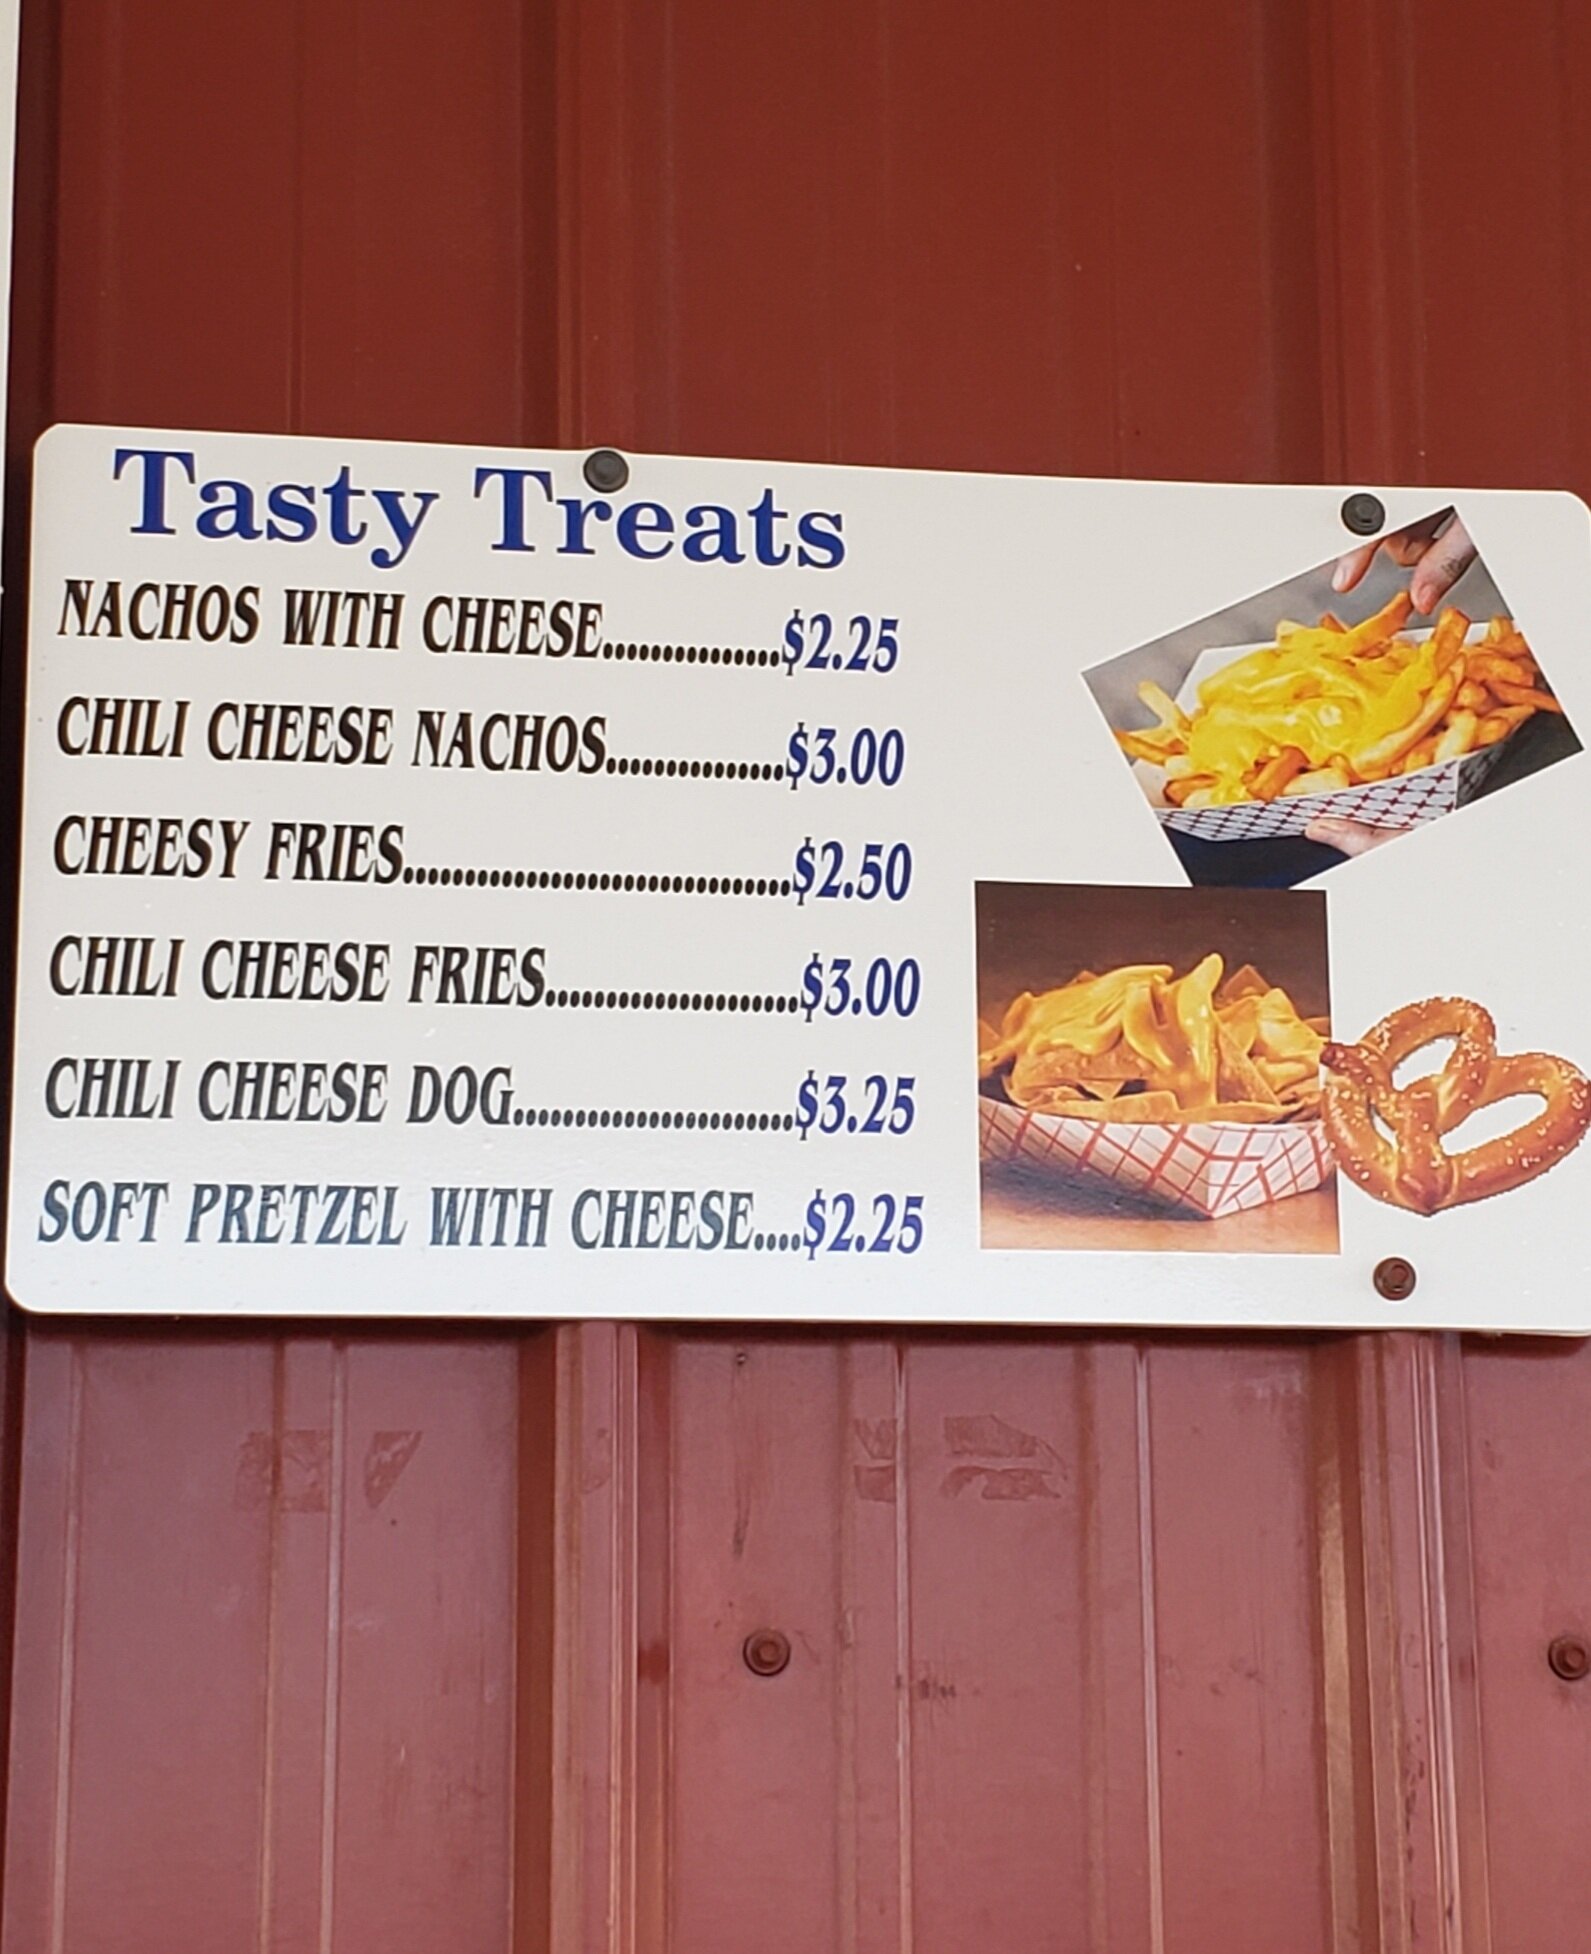 Tasty Treats
NACHOS WITH CHEESE...............$2.25
CHILI CHEESE NACHOS...............$3.00
CHEESY FRIES.................................$2.50
CHILI CHEESE FRIES.....................$3.00
CHILI CHEESE DOG.......................$3.25
SOFT PRETZEL WITH CHEESE....$2.25